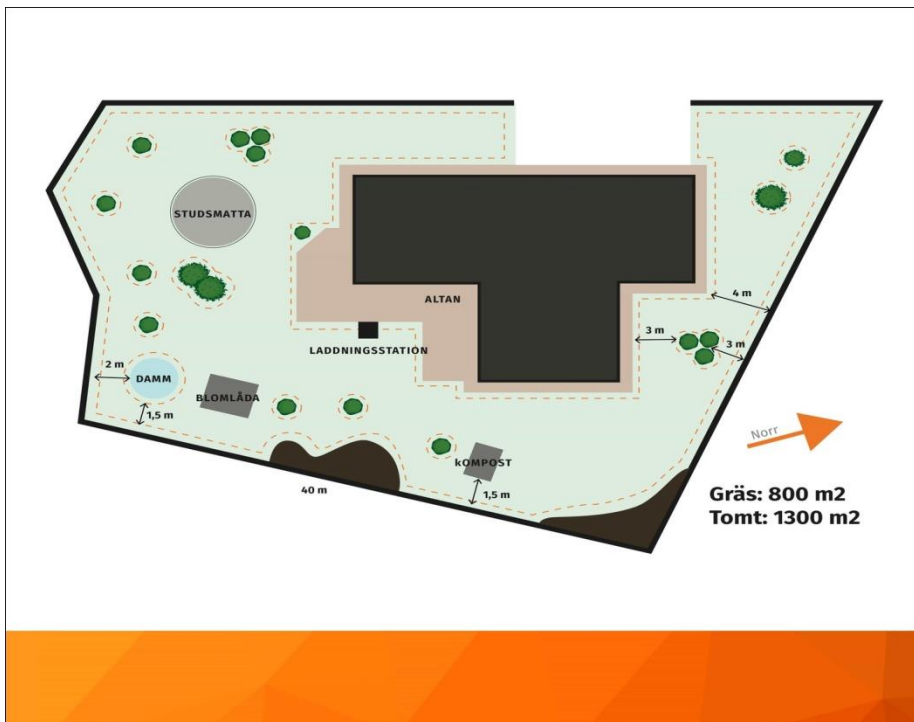 STUDSMATTA
4 m
ALTAN
3 m
3 m
LADDNINGSSTATION
2 m
DAMM
BLOMLÅDA
1,5 m
Norr
kOMPOST
40 m
1,5 m
Gräs: 800 m2
Tomt: 1300 m2